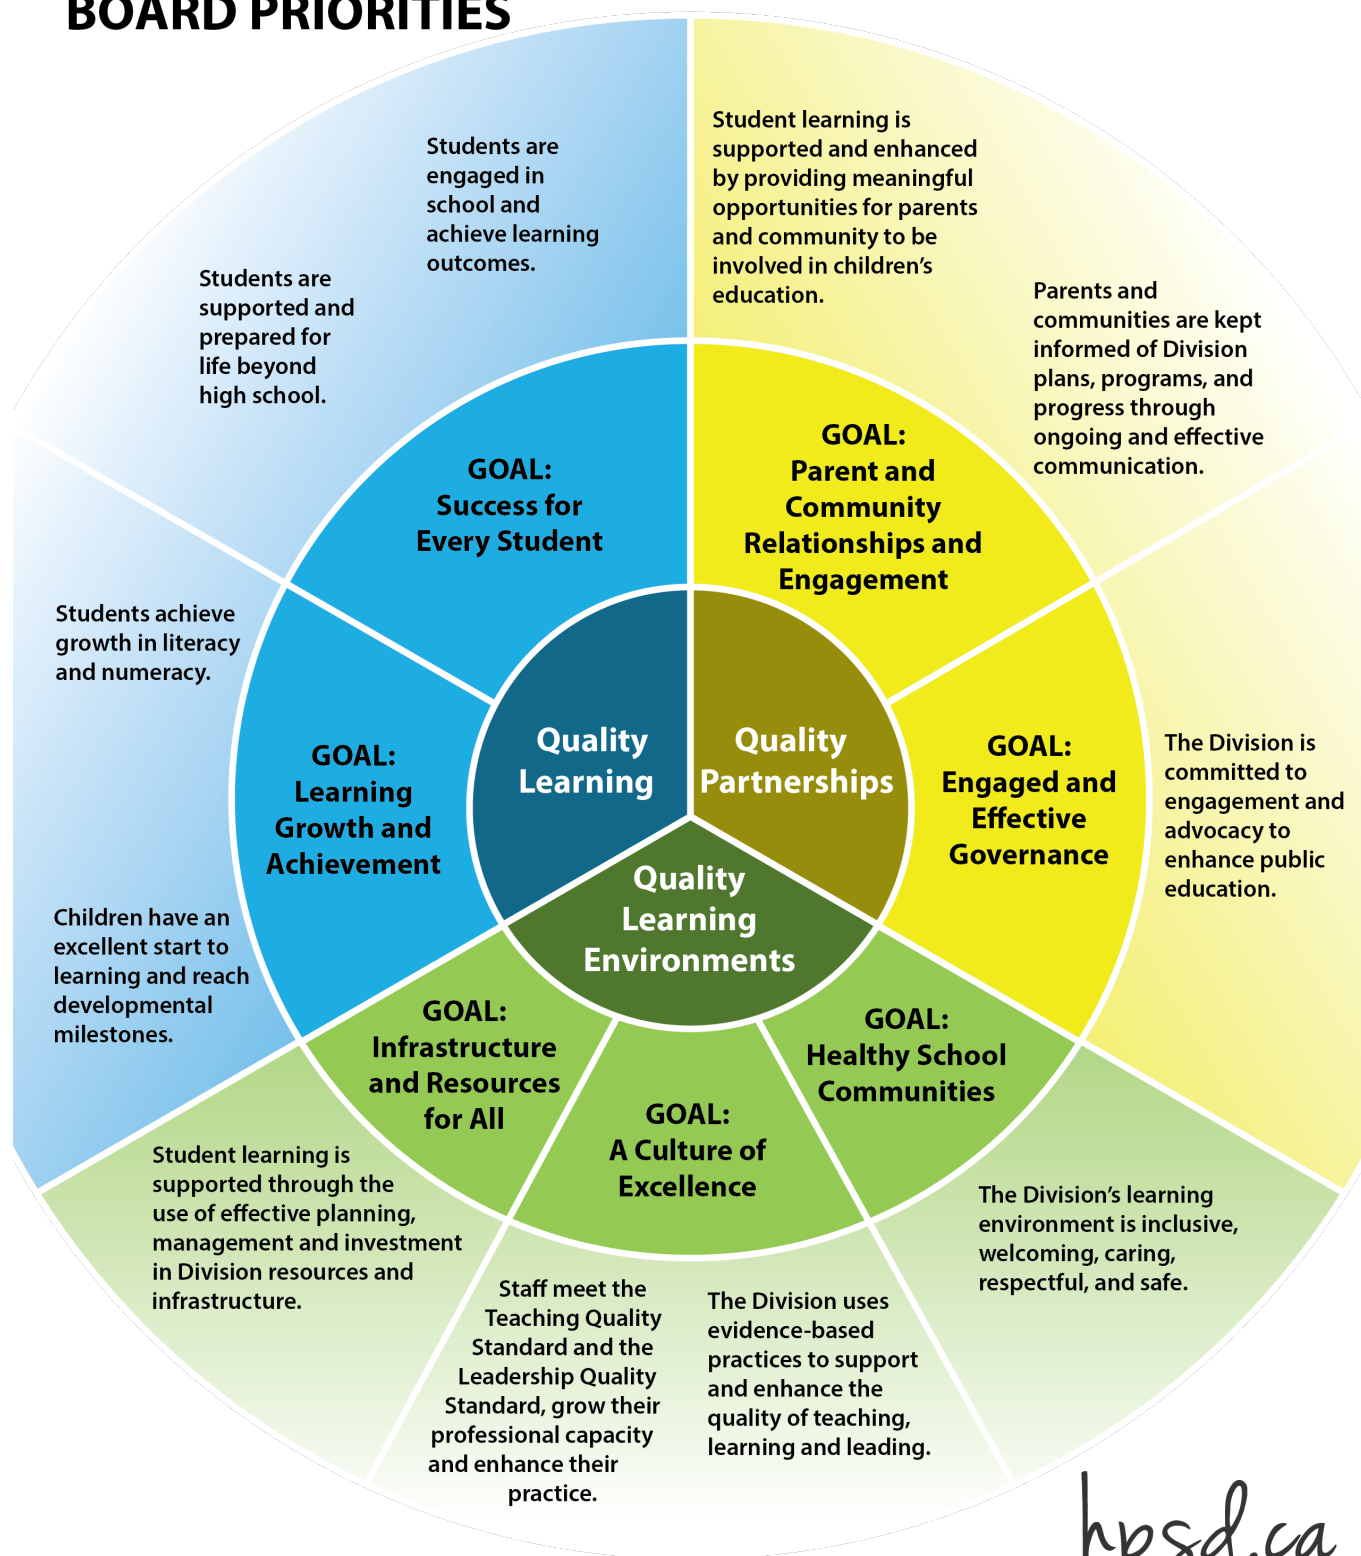 BOARD PRIORITIES
Students are
engaged in
school and
achieve learning
outcomes.
Students are
supported and
prepared for
life beyond
high school.
Student learning is
supported and enhanced
by providing meaningful
opportunities for parents
and community to be
involved in children’s
education.
Parents and
communities are kept
informed of Division
plans, programs, and
progress through
ongoing and effective
communication.
GOAL:
Success for
Every Student
GOAL:
Parent and
Community
Relationships and
Engagement
Students achieve
growth in literacy
and numeracy.
GOAL:
Learning
Growth and
Achievement
Quality
Learning
Quality
Partnerships
GOAL:
Engaged and
Effective
Governance
The Division is
committed to
engagement and
advocacy to
enhance public
education.
Children have an
excellent start to
learning and reach
developmental
milestones.
Quality
Learning
Environments
GOAL:
Infrastructure
and Resources
for All
GOAL:
A Culture of
Excellence
GOAL:
Healthy School
Communities
Student learning is
supported through the
use of effective planning,
management and investment
in Division resources and
infrastructure.
Staff meet the
Teaching Quality
Standard and the
Leadership Quality
Standard, grow their
professional capacity
and enhance their
practice.
The Division uses
evidence-based
practices to support
and enhance the
quality of teaching,
learning and leading.
The Division’s learning
environment is inclusive,
welcoming, caring,
respectful, and safe.
hpsd.ca